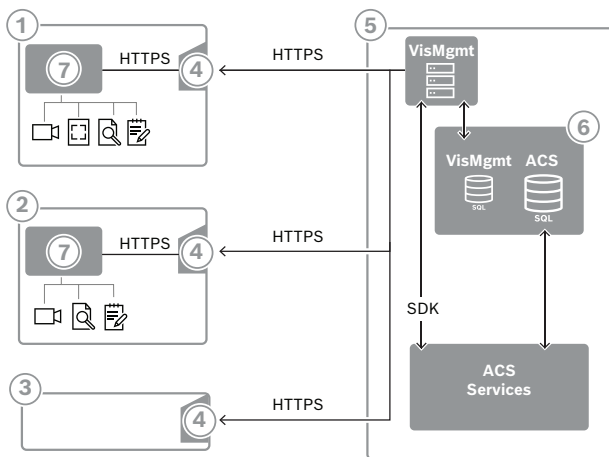 1
7
HTTPS
4
HTTPS
2
7
HTTPS
4
HTTPS
3
4
HTTPS
5
VisMgmt
6
VisMgmt ACS
SQL
SQL
SDK
ACS
Services